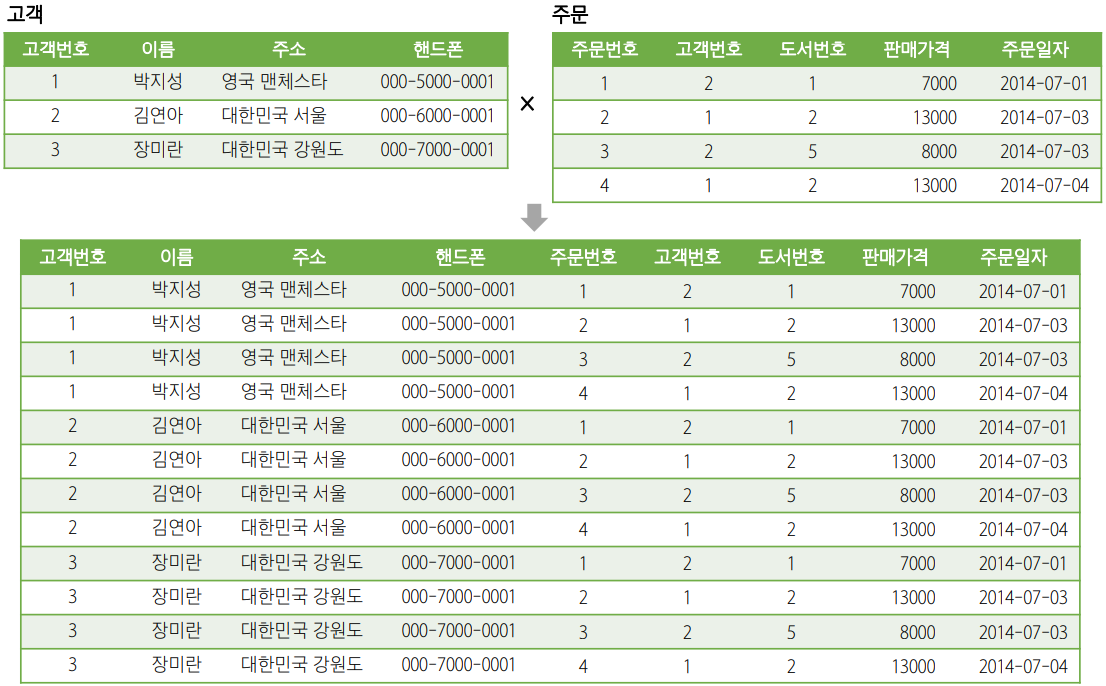 고객 주문
고객번호 이름 주소 핸드폰 주문번호 고객번호 도서번호 판매가격 주문일자
1 박지성 영국 맨체스타 000-5000-0001 1 2 1 7000 2014-07-01
×
2 김연아 대한민국 서울 000-6000-0001 2 1 2 13000 2014-07-03
3 장미란 대한민국 강원도 000-7000-0001 3 2 5 8000 2014-07-03
4 1 2 13000 2014-07-04
고객번호 이름 주소 핸드폰 주문번호 고객번호 도서번호 판매가격 주문일자
1 박지성 영국 맨체스타 000-5000-0001 1 2 1 7000 2014-07-01
1 박지성 영국 맨체스타 000-5000-0001 2 1 2 13000 2014-07-03
1 박지성 영국 맨체스타 000-5000-0001 3 2 5 8000 2014-07-03
1 박지성 영국 맨체스타 000-5000-0001 4 1 2 13000 2014-07-04
2 김연아 대한민국 서울 000-6000-0001 1 2 1 7000 2014-07-01
2 김연아 대한민국 서울 000-6000-0001 2 1 2 13000 2014-07-03
2 김연아 대한민국 서울 000-6000-0001 3 2 5 8000 2014-07-03
2 김연아 대한민국 서울 000-6000-0001 4 1 2 13000 2014-07-04
3 장미란 대한민국 강원도 000-7000-0001 1 2 1 7000 2014-07-01
3 장미란 대한민국 강원도 000-7000-0001 2 1 2 13000 2014-07-03
3 장미란 대한민국 강원도 000-7000-0001 3 2 5 8000 2014-07-03
3 장미란 대한민국 강원도 000-7000-0001 4 1 2 13000 2014-07-04